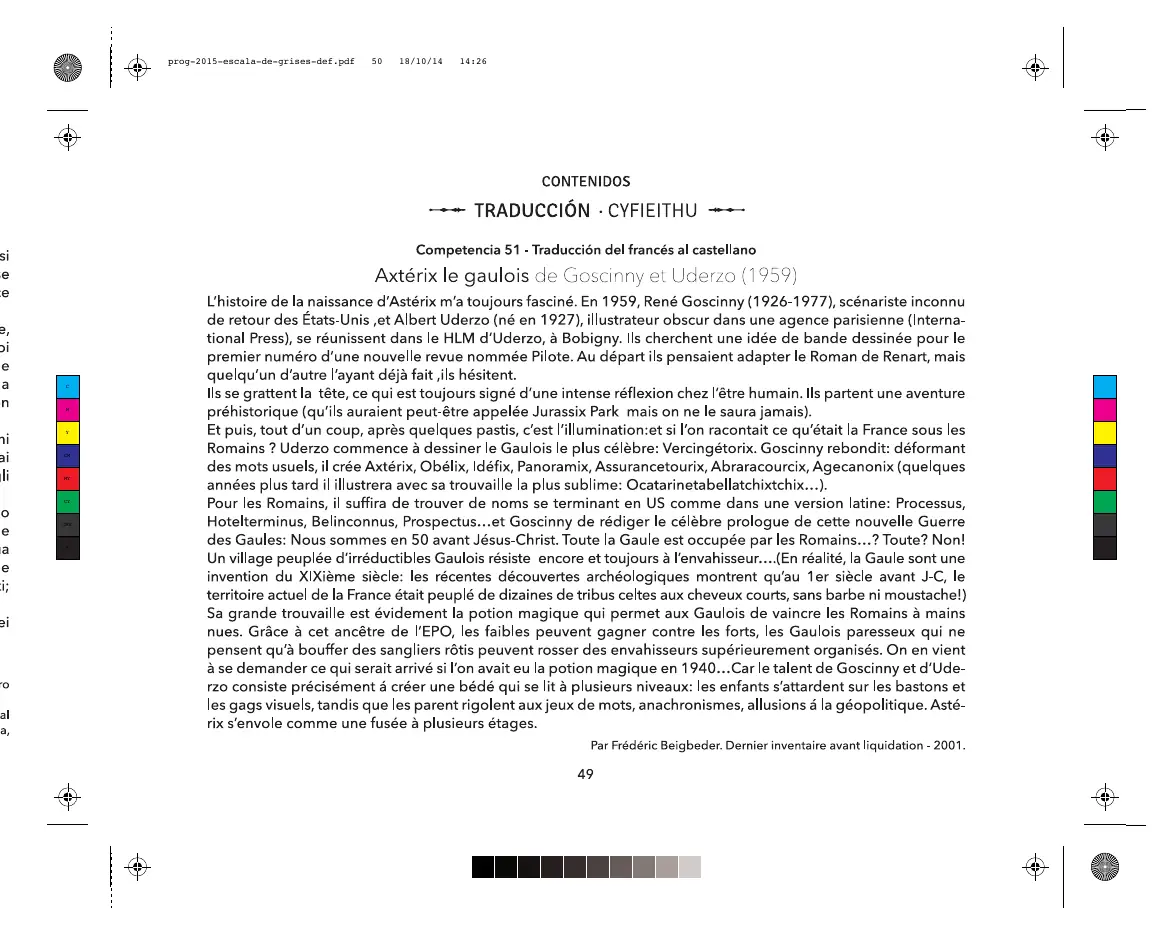 prog-2015-escala-de-grises-def.pdf 50 18/10/14 14:26
CONTENIDOS
TRADUCCIÓN · CYFIEITHU
Competencia 51 - Traducción del francés al castellano
Axtérix le gaulois de Goscinny et Uderzo (1959)
L’histoire de la naissance d’Astérix m’a toujours fasciné. En 1959, René Goscinny (1926-1977), scénariste inconnu
de retour des États-Unis ,et Albert Uderzo (né en 1927), illustrateur obscur dans une agence parisienne (Interna-
tional Press), se réunissent dans le HLM d’Uderzo, à Bobigny. Ils cherchent une idée de bande dessinée pour le
premier numéro d’une nouvelle revue nommée Pilote. Au départ ils pensaient adapter le Roman de Renart, mais
quelqu’un d’autre l’ayant déjà fait ,ils hésitent.
Ils se grattent la tête, ce qui est toujours signé d’une intense réflexion chez l’être humain. Ils partent une aventure
préhistorique (qu’ils auraient peut-être appelée Jurassix Park mais on ne le saura jamais).
Et puis, tout d’un coup, après quelques pastis, c’est l’illumination:et si l’on racontait ce qu’était la France sous les
Romains ? Uderzo commence à dessiner le Gaulois le plus célèbre: Vercingétorix. Goscinny rebondit: déformant
des mots usuels, il crée Axtérix, Obélix, Idéfix, Panoramix, Assurancetourix, Abraracourcix, Agecanonix (quelques
années plus tard il illustrera avec sa trouvaille la plus sublime: Ocatarinetabellatchixtchix…).
Pour les Romains, il suffira de trouver de noms se terminant en US comme dans une version latine: Processus,
Hotelterminus, Belinconnus, Prospectus…et Goscinny de rédiger le célèbre prologue de cette nouvelle Guerre
des Gaules: Nous sommes en 50 avant Jésus-Christ. Toute la Gaule est occupée par les Romains…? Toute? Non!
Un village peuplée d’irréductibles Gaulois résiste encore et toujours à l’envahisseur….(En réalité, la Gaule sont une
invention du XIXième siècle: les récentes découvertes archéologiques montrent qu’au 1er siècle avant J-C, le
territoire actuel de la France était peuplé de dizaines de tribus celtes aux cheveux courts, sans barbe ni moustache!)
Sa grande trouvaille est évidement la potion magique qui permet aux Gaulois de vaincre les Romains à mains
nues. Grâce à cet ancêtre de l’EPO, les faibles peuvent gagner contre les forts, les Gaulois paresseux qui ne
pensent qu’à bouffer des sangliers rôtis peuvent rosser des envahisseurs supérieurement organisés. On en vient
à se demander ce qui serait arrivé si l’on avait eu la potion magique en 1940…Car le talent de Goscinny et d’Ude-
rzo consiste précisément á créer une bédé qui se lit à plusieurs niveaux: les enfants s’attardent sur les bastons et
les gags visuels, tandis que les parent rigolent aux jeux de mots, anachronismes, allusions á la géopolitique. Asté-
rix s’envole comme une fusée à plusieurs étages.
Par Frédéric Beigbeder. Dernier inventaire avant liquidation - 2001.
49